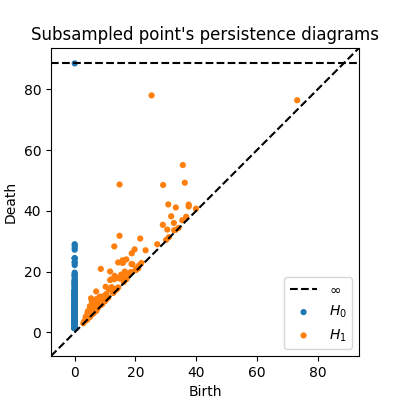 Subsampled point's persistence diagrams
Death
80
60
40
20
0
0 20 40 60 80
Birth
∞
H₀
H₁